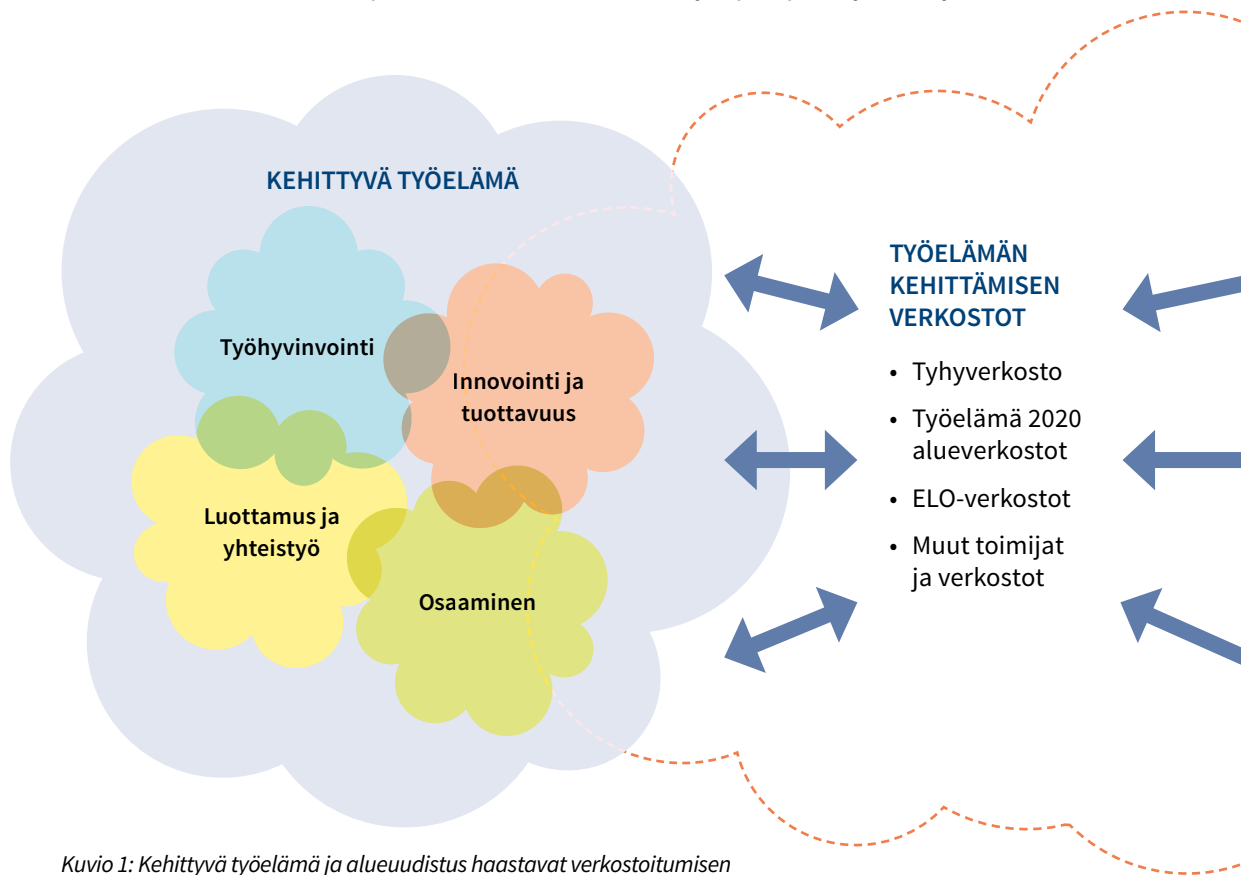 KEHITTYVÄ TYÖELÄMÄ
Työhyvinvointi
Innovointi ja
tuottavuus
Luottamus ja
yhteistyö
Osaaminen
TYÖELÄMÄN
KEHITTÄMISEN
VERKOSTOT
• Tyhyverkosto
• Työelämä 2020
alueverkostot
• ELO-verkostot
• Muut toimijat
ja verkostot
Kuvio 1: Kehittyvä työelämä ja alueuudistus haastavat verkostoitumisen